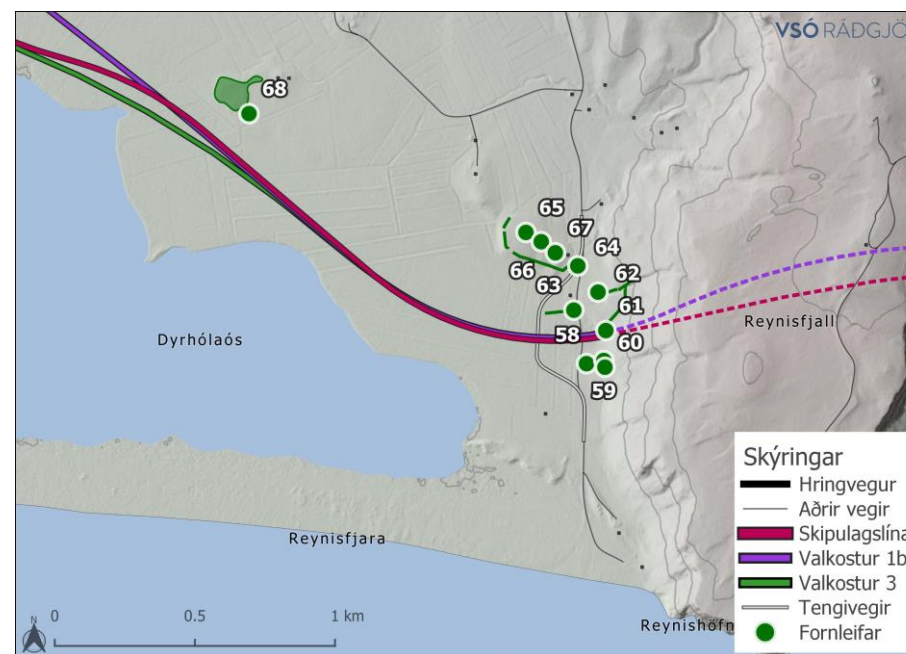 VSÓ RÁÐGJÖ
68
65
67
64
66
63
62
61
58
60
59
Dyrhólaós
Reynisfjall
Reynisfjara
Reynishöfn
N
0 0.5 1 km
Skýringar
Hringvegur
Aðrir vegir
Skipulagslína
Valkostur 1b
Valkostur 3
Tengivegir
Fornleifar